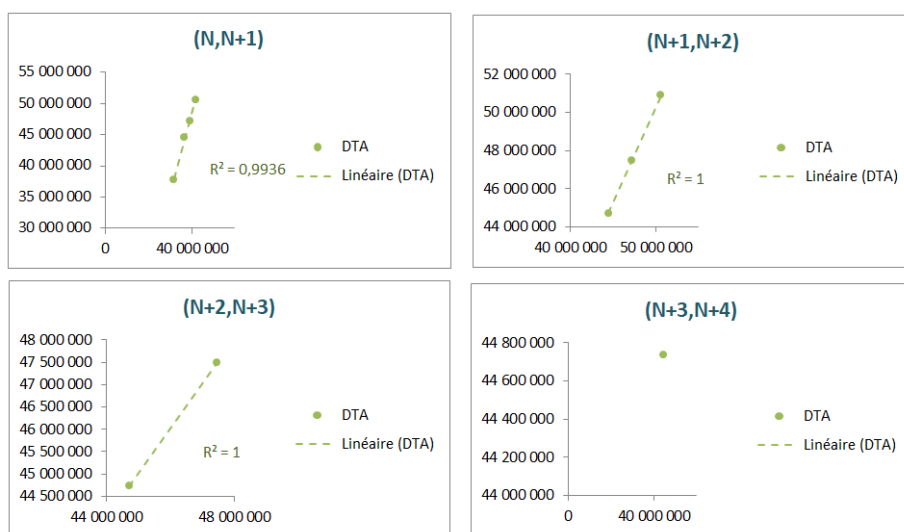 (N,N+1)
55 000 000
50 000 000
45 000 000
40 000 000
35 000 000
30 000 000
0
40 000 000
R² = 0,9936
DTA
Linéaire (DTA)
(N+1,N+2)
52 000 000
50 000 000
48 000 000
46 000 000
44 000 000
40 000 000
50 000 000
R² = 1
DTA
Linéaire (DTA)
(N+2,N+3)
48 000 000
47 500 000
47 000 000
46 500 000
46 000 000
45 500 000
45 000 000
44 500 000
44 000 000
48 000 000
R² = 1
DTA
Linéaire (DTA)
(N+3,N+4)
44 800 000
44 600 000
44 400 000
44 200 000
44 000 000
0
40 000 000
DTA
Linéaire (DTA)